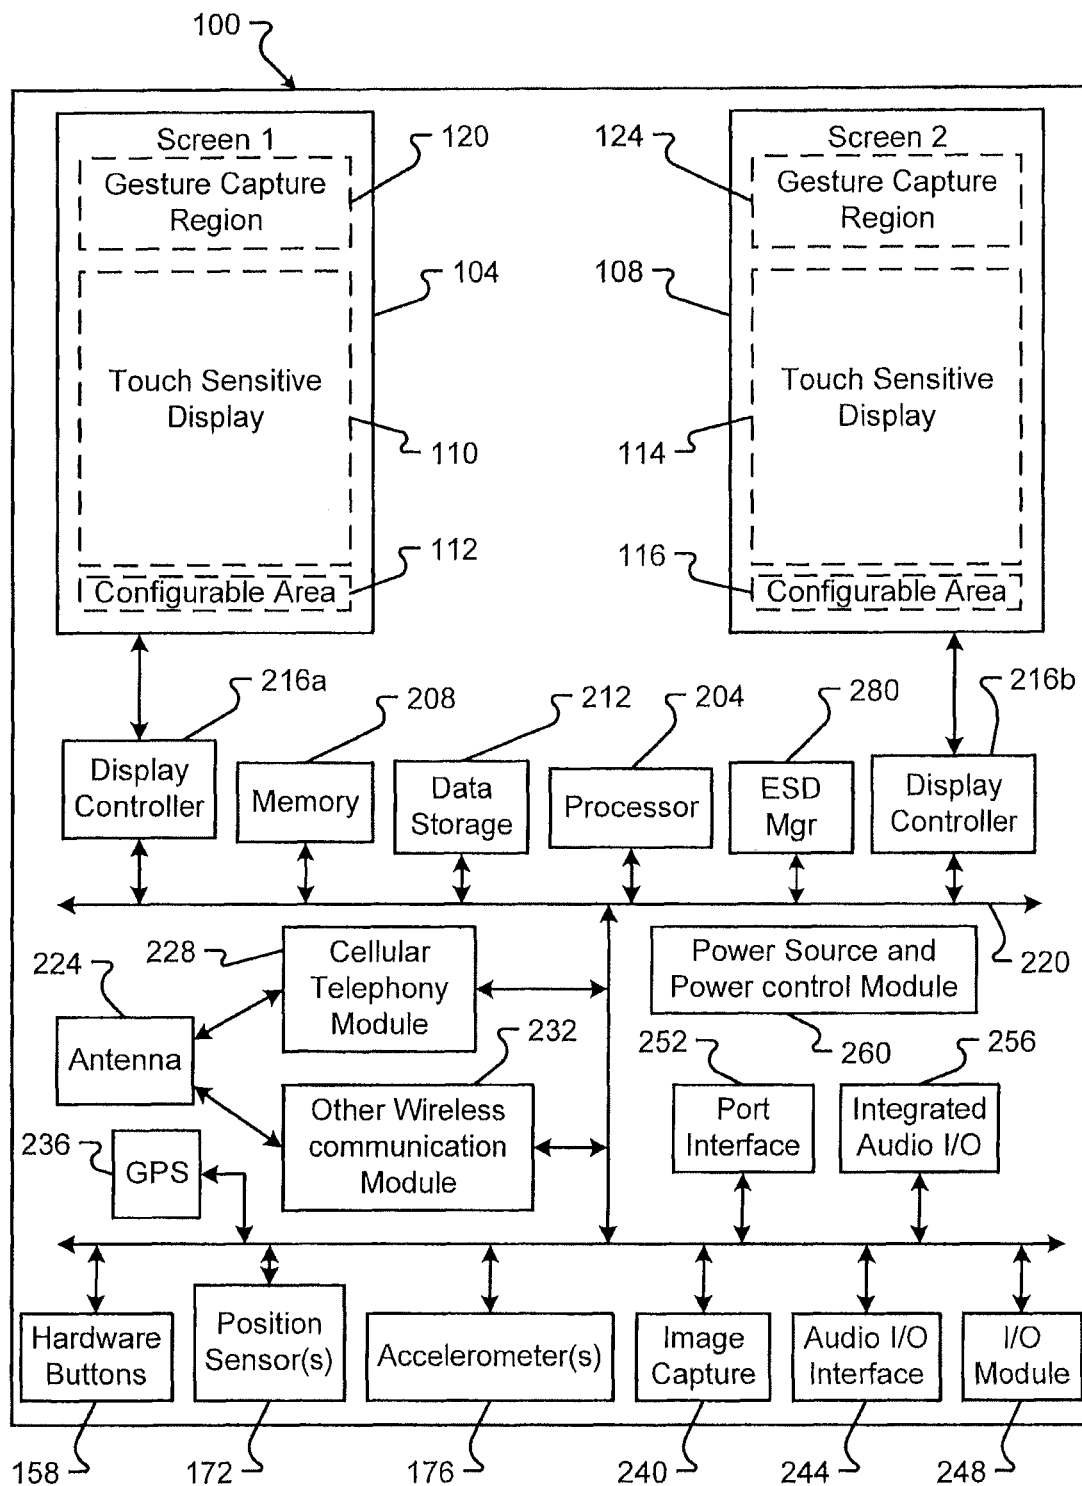 100
Screen 1
Gesture Capture
Region
120
104
Touch Sensitive
Display
110
112
Configurable Area
Screen 2
124
Gesture Capture
Region
108
Touch Sensitive
Display
114
116
Configurable Area
216a
208
212
204
280
216b
Display
Controller
Memory
Data
Storage
Processor
ESD
Mgr
Display
Controller
220
224
228
Cellular
Telephony
Module
Power Source and
Power control Module
260
Antenna
232
Other Wireless
communication
Module
252
Port
Interface
256
Integrated
Audio I/O
236
GPS
Hardware
Buttons
Position
Sensor(s)
Accelerometer(s)
Image
Capture
Audio I/O
Interface
I/O
Module
158
172
176
240
244
248